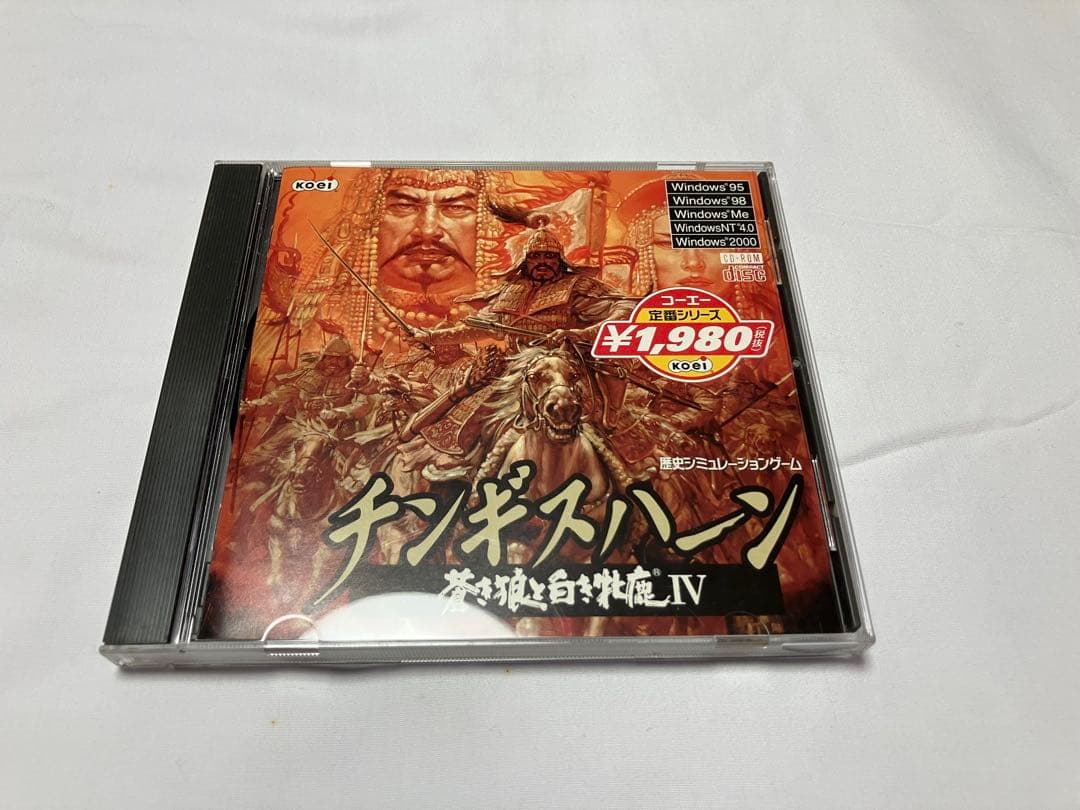 KOEI
Windows®95
Windows®98
Windows®Me
WindowsNT®4.0
Windows®2000
CD-ROM
COMPACT
disc
コーエー
定番シリーズ
¥1,980(税抜)
KOEI
歴史シミュレーションゲーム
チンギスハーン
蒼き狼と白き牝鹿®IV